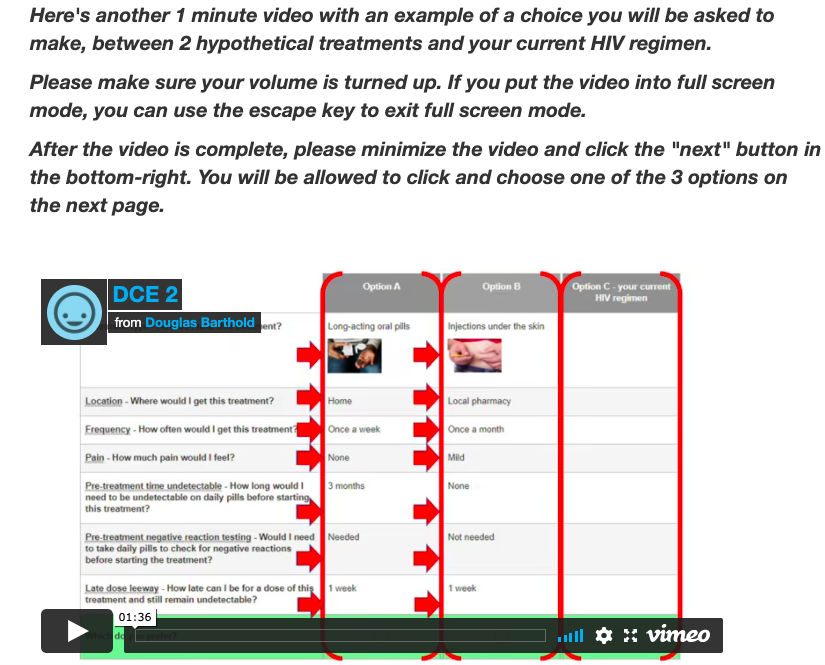 Here's another 1 minute video with an example of a choice you will be asked to
make, between 2 hypothetical treatments and your current HIV regimen.
Please make sure your volume is turned up. If you put the video into full screen
mode, you can use the escape key to exit full screen mode.
After the video is complete, please minimize the video and click the "next" button in
the bottom-right. You will be allowed to click and choose one of the 3 options on
the next page.
DCE 2
from Douglas Barthold
Option A
Option B
Option C - your current
HIV regimen
Long-acting oral pills
Injections under the skin
Location - Where would I get this treatment?
Home
Local pharmacy
Frequency - How often would I get this treatment?
Once a week
Once a month
Pain - How much pain would I feel?
None
Mild
Pre-treatment time undetectable - How long would I
need to be undetectable on daily pills before starting
this treatment?
3 months
None
Pre-treatment negative reaction testing - Would I need
to take daily pills to check for negative reactions
before starting the treatment?
Needed
Not needed
Late dose leeway - How late can I be for a dose of this
treatment and still remain undetectable?
1 week
1 week
01:36
vimeo